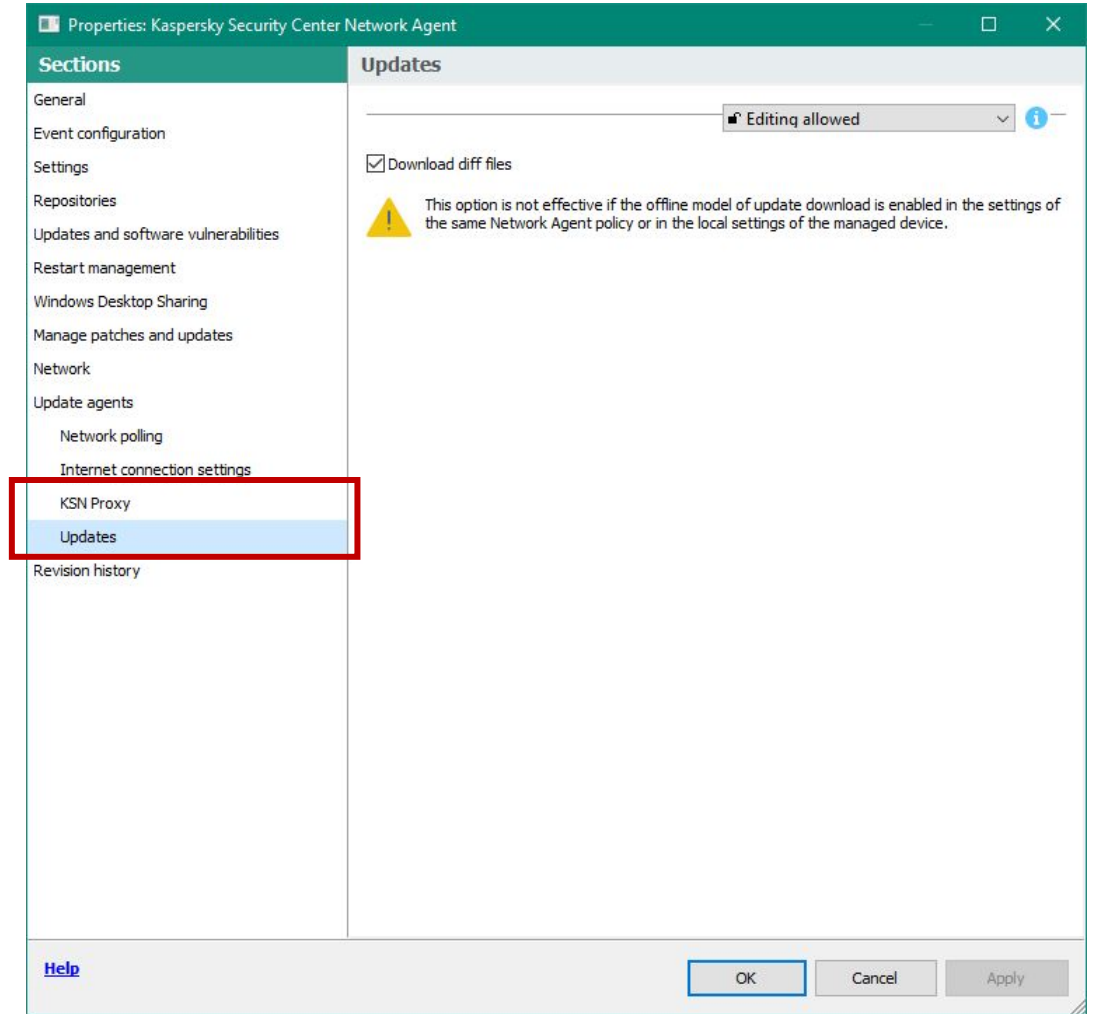 Properties: Kaspersky Security Center Network Agent
Sections
Updates
General
Event configuration
Settings
Repositories
Updates and software vulnerabilities
Restart management
Windows Desktop Sharing
Manage patches and updates
Network
Update agents
Network polling
Internet connection settings
KSN Proxy
Updates
Revision history
Editing allowed
Download diff files
This option is not effective if the offline model of update download is enabled in the settings of
the same Network Agent policy or in the local settings of the managed device.
Help
OK
Cancel
Apply